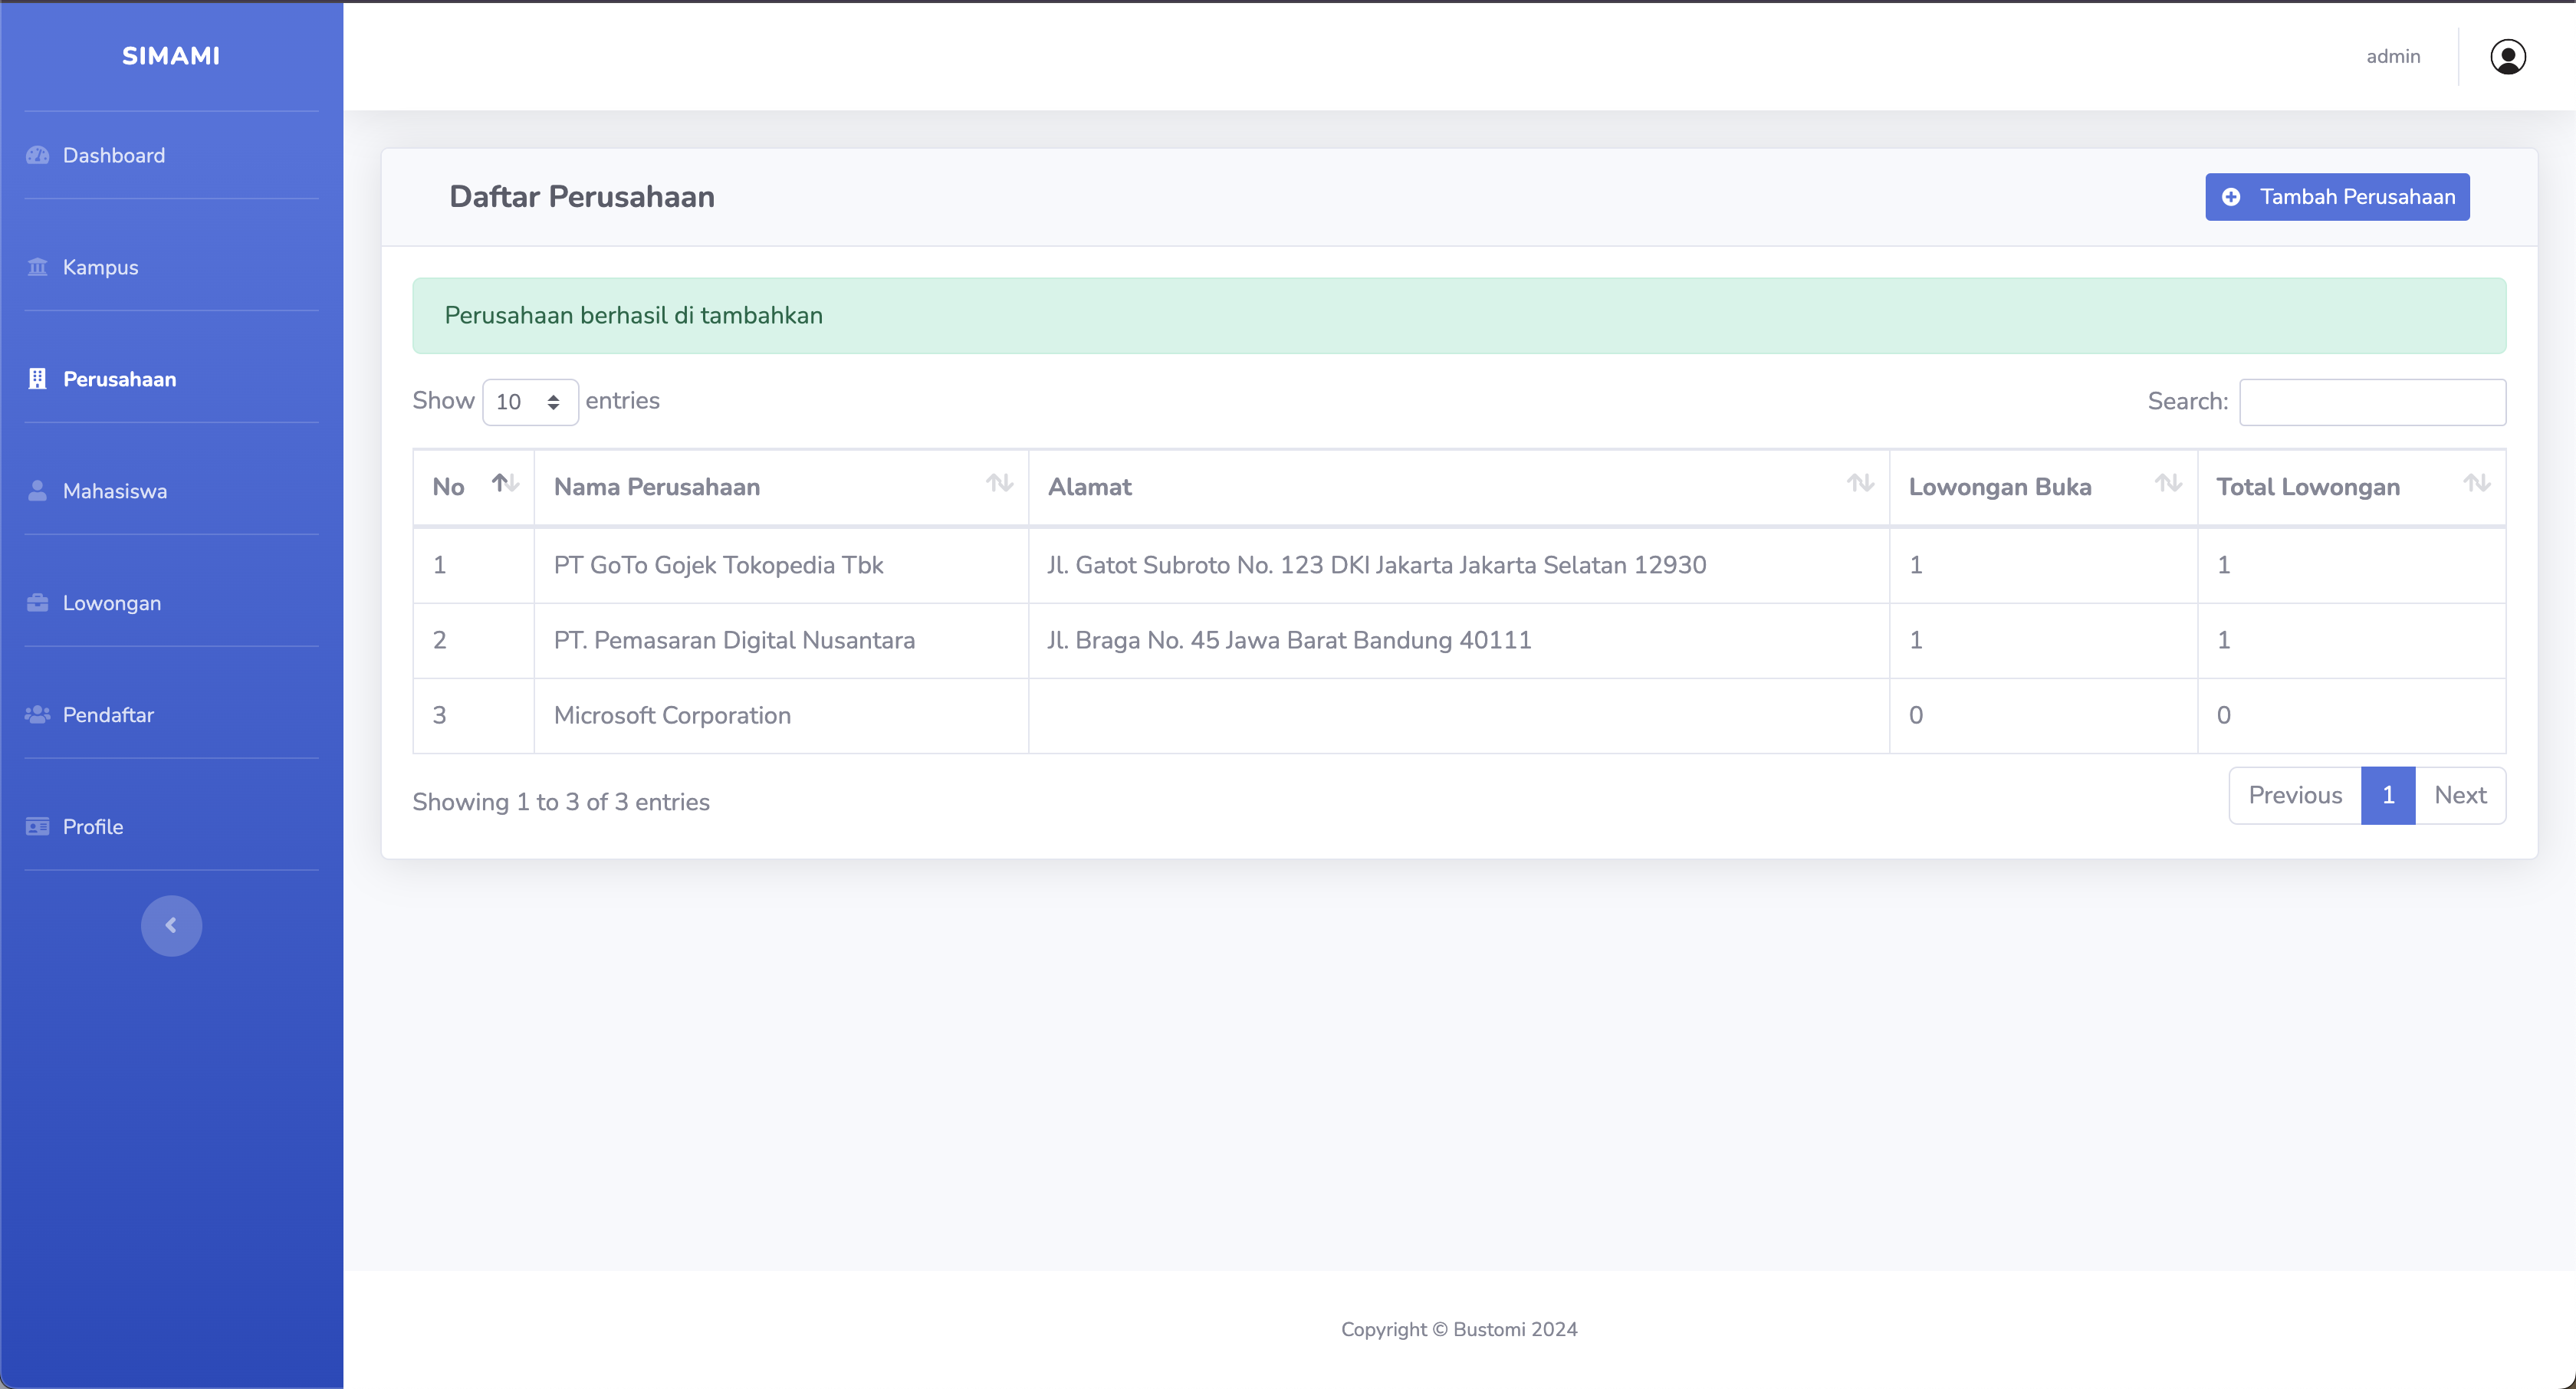 SIMAMI
admin
Dashboard
Kampus
Perusahaan
Mahasiswa
Lowongan
Pendaftar
Profile
Daftar Perusahaan
Tambah Perusahaan
Perusahaan berhasil di tambahkan
Show 10 entries
Search:
No Nama Perusahaan Alamat Lowongan Buka Total Lowongan
1 PT GoTo Gojek Tokopedia Tbk Jl. Gatot Subroto No. 123 DKI Jakarta Jakarta Selatan 12930 1 1
2 PT. Pemasaran Digital Nusantara Jl. Braga No. 45 Jawa Barat Bandung 40111 1 1
3 Microsoft Corporation 0 0
Showing 1 to 3 of 3 entries
Previous 1 Next
Copyright © Bustomi 2024